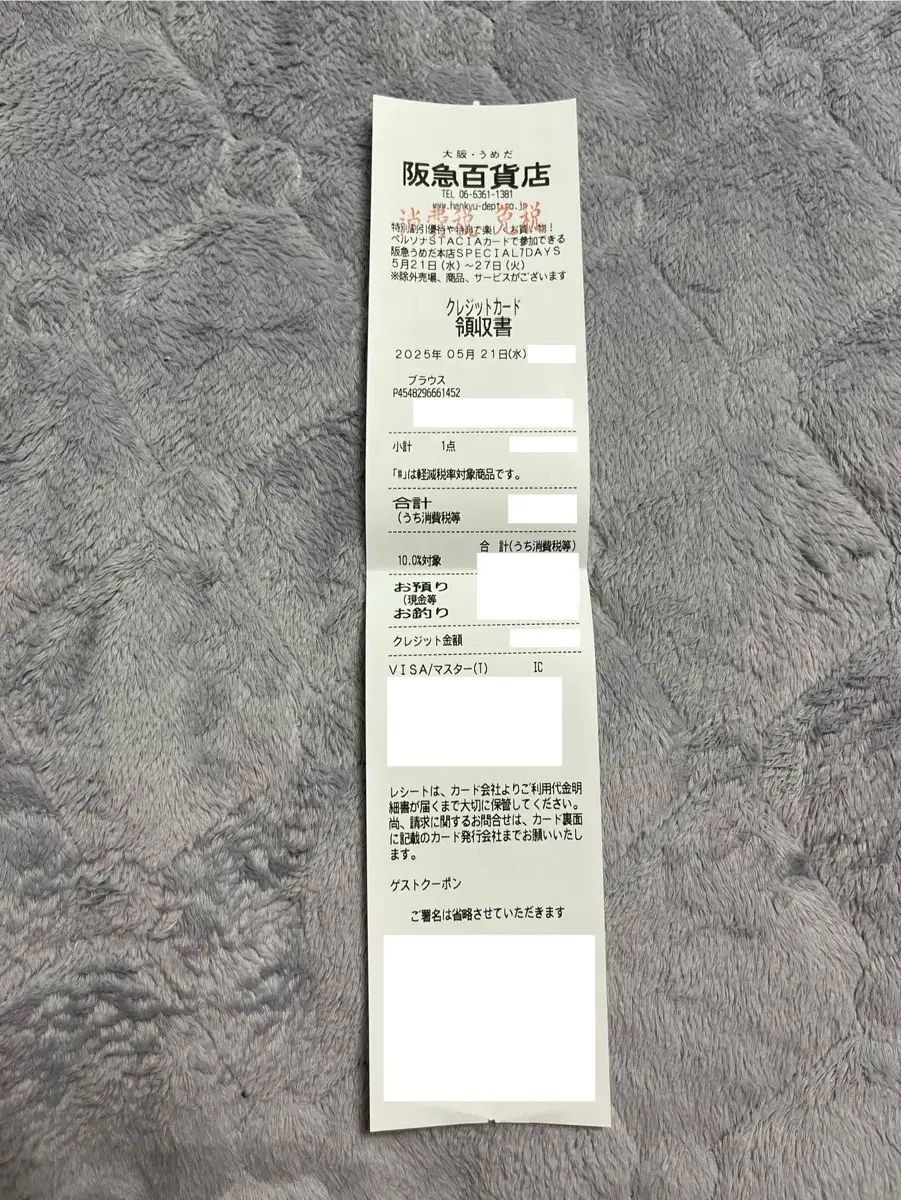 大阪・うめだ
阪急百貨店
TEL 06-6361-1381
www.hankyu-dept.co.jp
消費税 免税
特別割引優待や特典で楽しくお買い物！
ペルソナＳＴＡＣＩＡカードで参加できる
阪急うめだ本店ＳＰＥＣＩＡＬ７ＤＡＹＳ
５月２１日（水）～２７日（火）
※除外売場、商品、サービスがございます
クレジットカード
領収書
２０２５年 ０５月 ２１日(水)
ブラウス
P4548296661452
小計 1点
「#」は軽減税率対象商品です。
合計
（うち消費税等
合 計(うち消費税等)
10.0%対象
お預り
（現金等
お釣り
クレジット金額
ＶＩＳＡ/マスター(T) IC
レシートは、カード会社よりご利用代金明
細書が届くまで大切に保管してください。
尚、請求に関するお問合せは、カード裏面
に記載のカード発行会社までお願いいたし
ます。
ゲストクーポン
ご署名は省略させていただきます